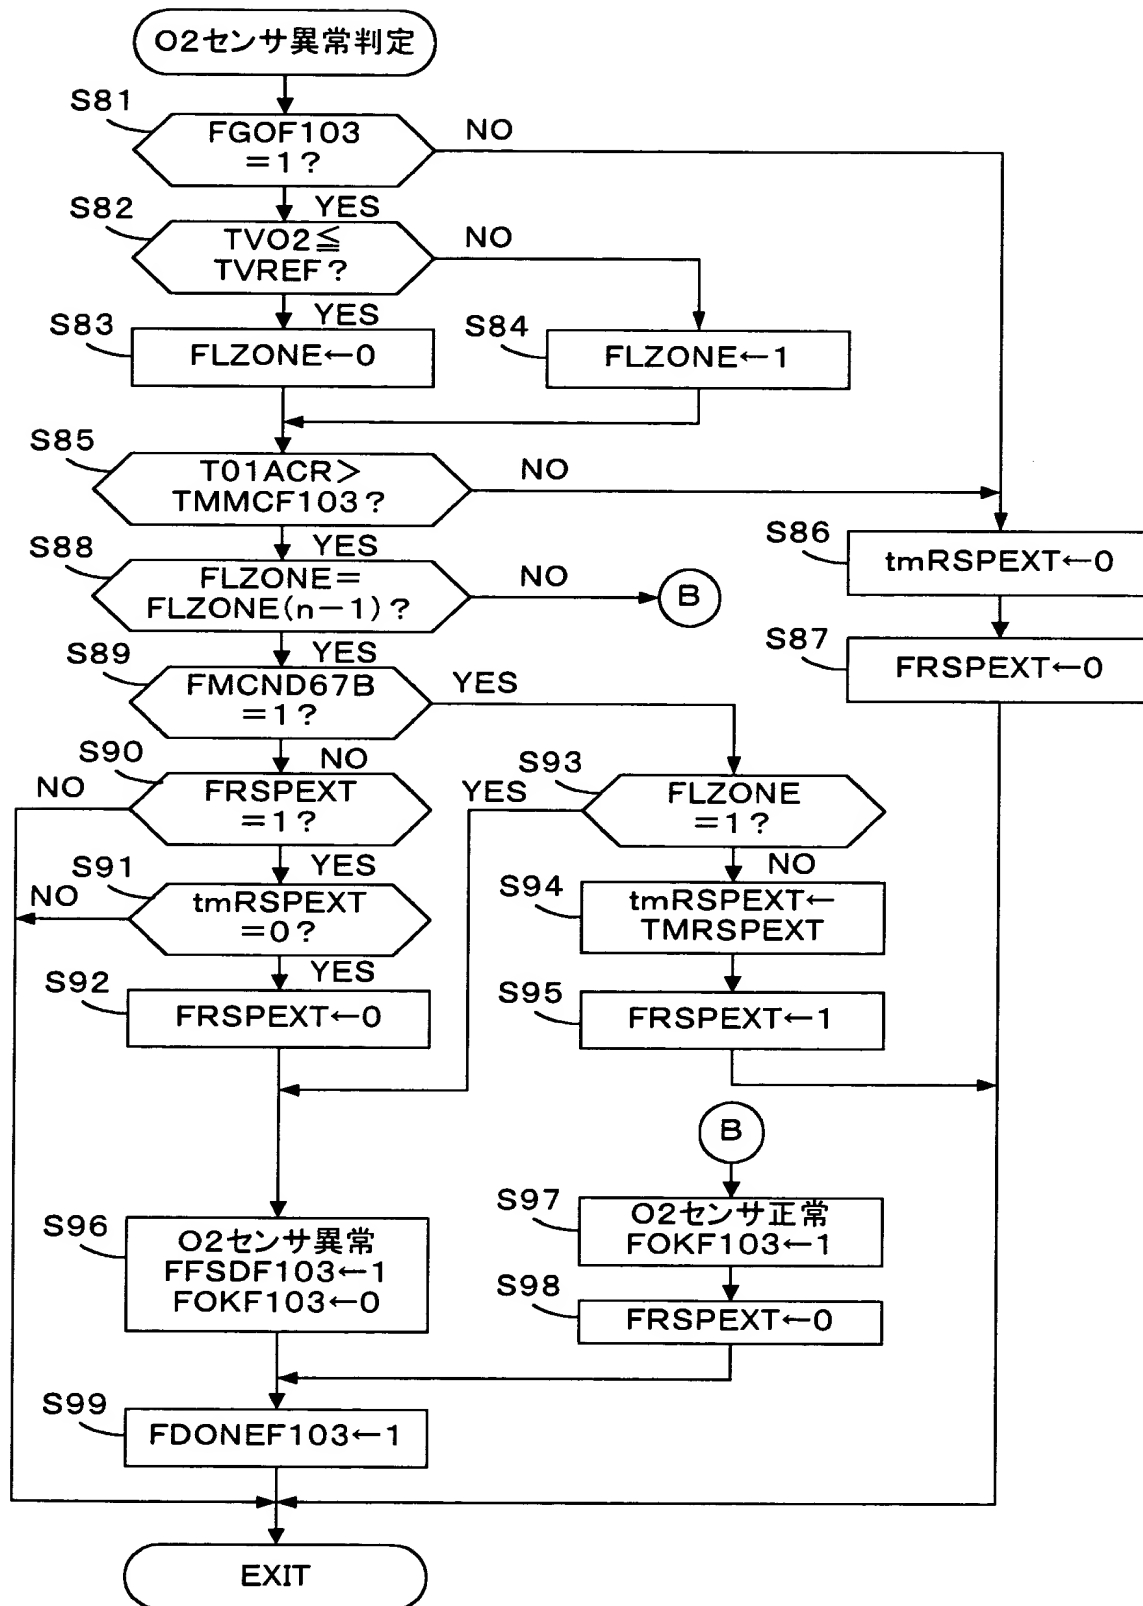 O2センサ異常判定
S81
FGOF103
=1?
NO
YES
S82
TVO2≦
TVREF?
NO
YES
S83
FLZONE←0
S84
FLZONE←1
S85
T01ACR>
TMMCF103?
NO
YES
S86
tmRSPEXT←0
S87
FRSPEXT←0
S88
FLZONE=
FLZONE(n-1)?
NO
B
YES
S89
FMCND67B
=1?
YES
NO
S90
FRSPEXT
=1?
NO
YES
S91
tmRSPEXT
=0?
NO
YES
S92
FRSPEXT←0
S93
FLZONE
=1?
YES
NO
S94
tmRSPEXT←
TMRSPEXT
S95
FRSPEXT←1
S96
O2センサ異常
FFSDF103←1
FOKF103←0
B
S97
O2センサ正常
FOKF103←1
S98
FRSPEXT←0
S99
FDONEF103←1
EXIT